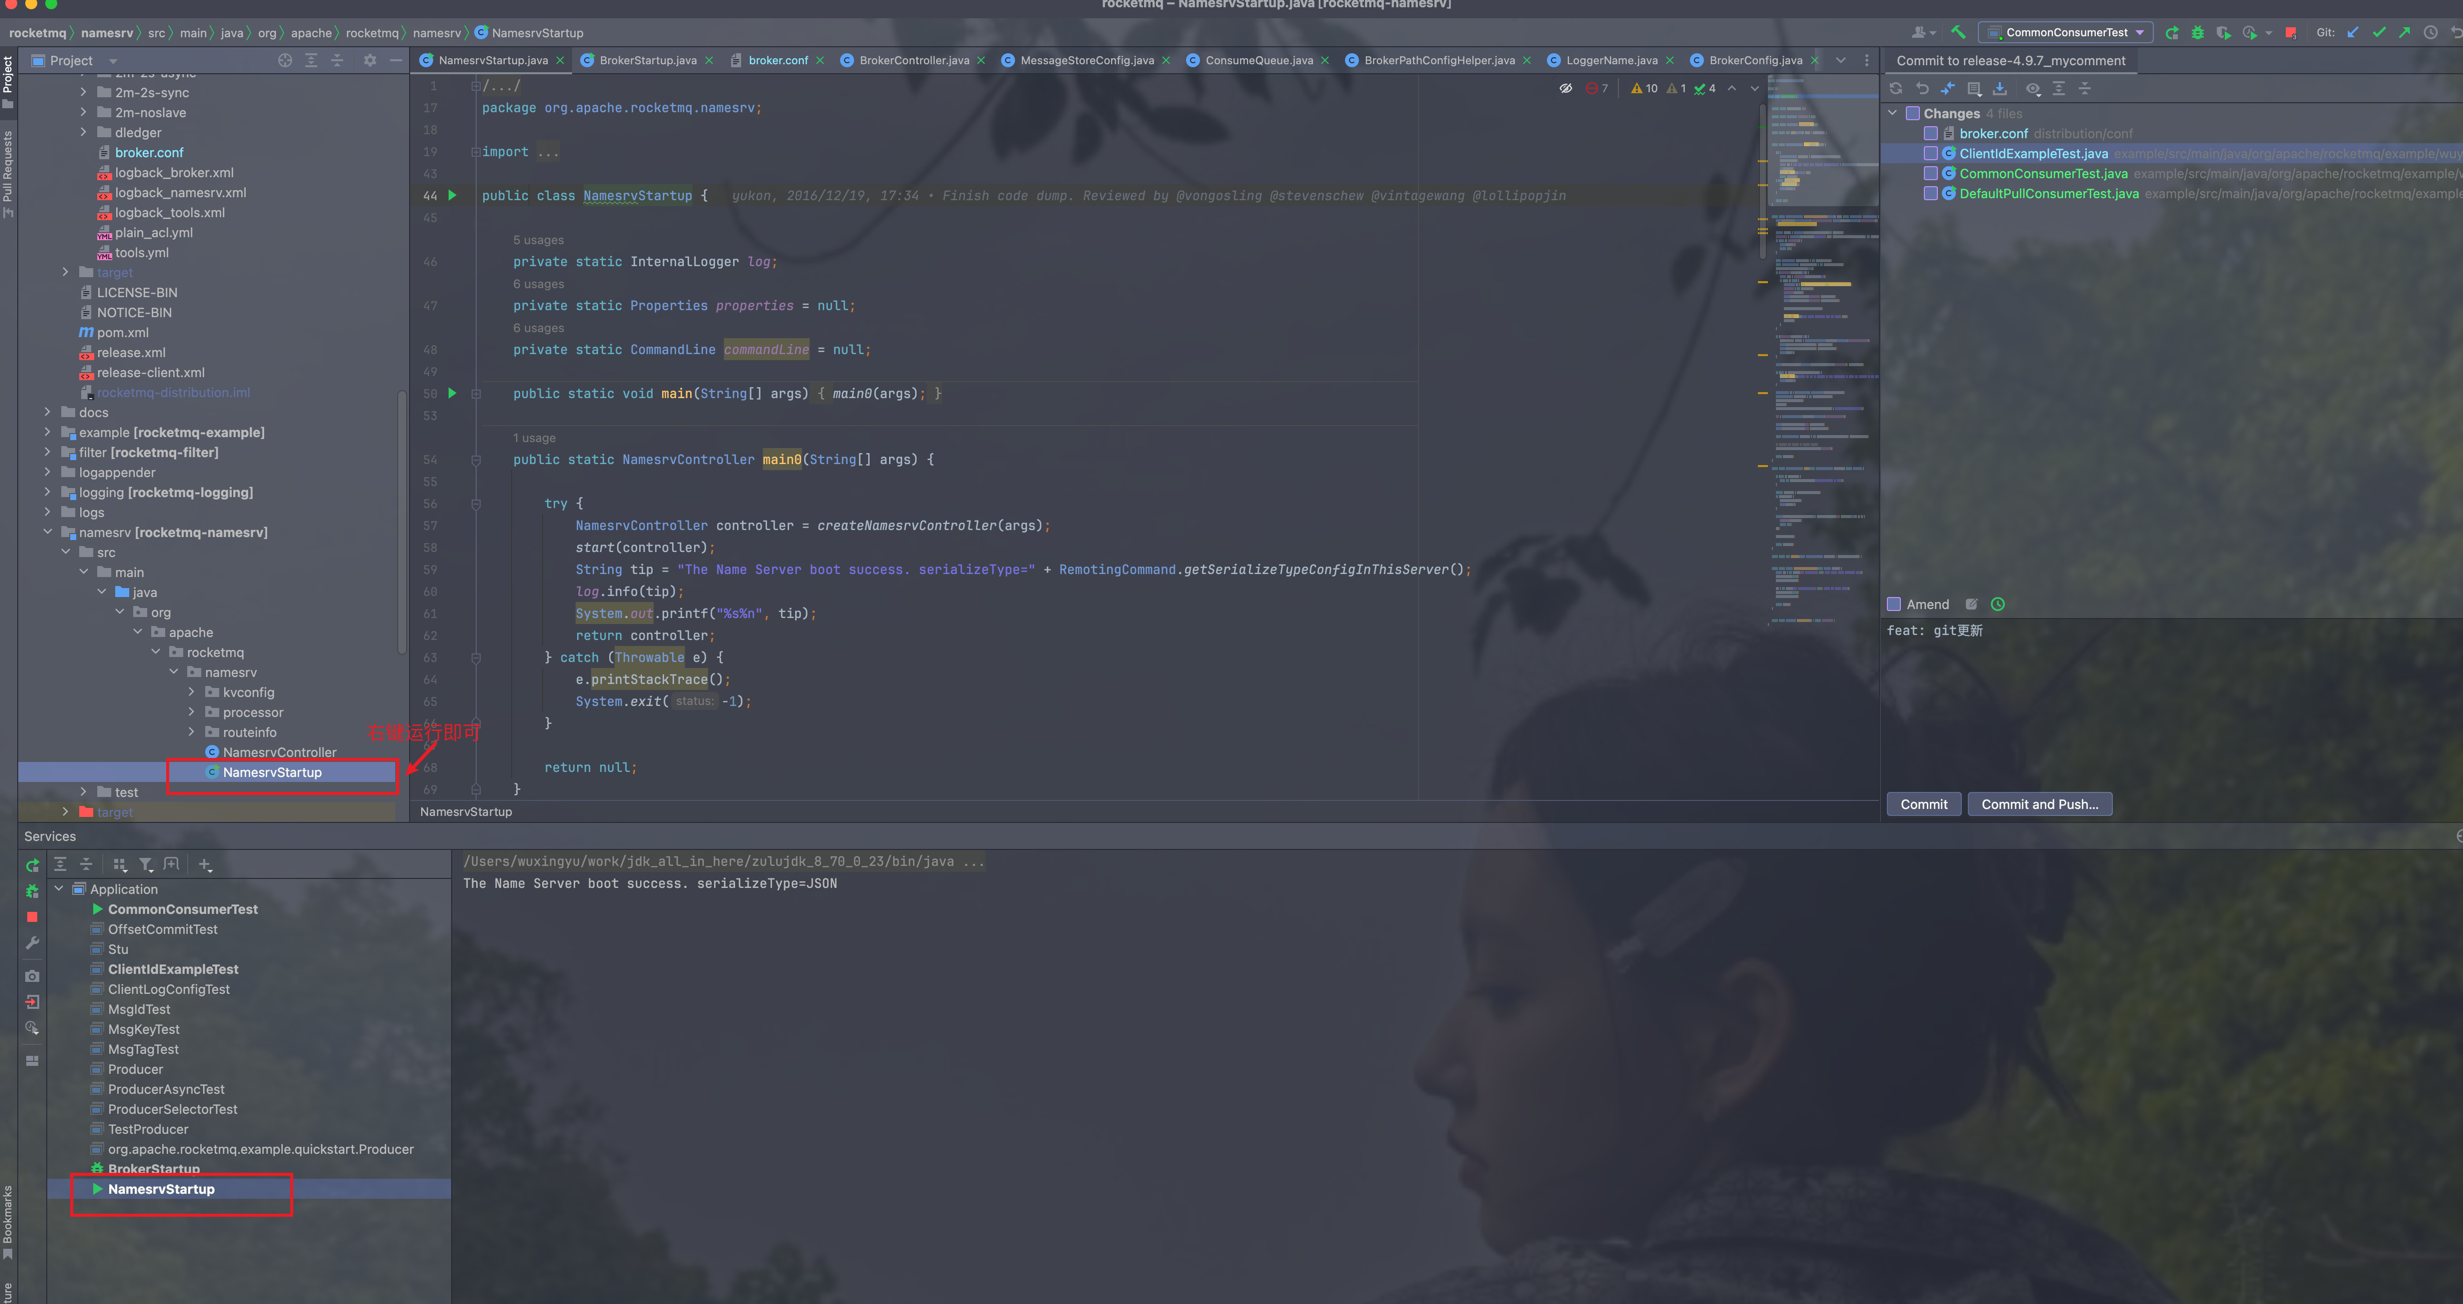 rocketmq – NamesrvStartup.java [rocketmq-namesrv]
rocketmq namesrv src main java org apache rocketmq namesrv NamesrvStartup
CommonConsumerTest
Git:
Project
Project
Pull Requests
2m-2s-async
2m-2s-sync
2m-noslave
dledger
broker.conf
logback_broker.xml
logback_namesrv.xml
logback_tools.xml
plain_acl.yml
tools.yml
target
LICENSE-BIN
NOTICE-BIN
pom.xml
release.xml
release-client.xml
rocketmq-distribution.iml
docs
example [rocketmq-example]
filter [rocketmq-filter]
logappender
logging [rocketmq-logging]
logs
namesrv [rocketmq-namesrv]
src
main
java
org
apache
rocketmq
namesrv
kvconfig
processor
routeinfo
NamesrvController
NamesrvStartup
test
target
右键运行即可
NamesrvStartup.java BrokerStartup.java broker.conf BrokerController.java MessageStoreConfig.java ConsumeQueue.java BrokerPathConfigHelper.java LoggerName.java BrokerConfig.java
7 10 1 4
1 /.../
17 package org.apache.rocketmq.namesrv;
18
19 import ...
43
44 public class NamesrvStartup { yukon, 2016/12/19, 17:34 • Finish code dump. Reviewed by @vongosling @stevenschew @vintagewang @lollipopjin
45
5 usages
46 private static InternalLogger log;
6 usages
47 private static Properties properties = null;
6 usages
48 private static CommandLine commandLine = null;
49
50 public static void main(String[] args) { main0(args); }
53
1 usage
54 public static NamesrvController main0(String[] args) {
55
56 try {
57 NamesrvController controller = createNamesrvController(args);
58 start(controller);
59 String tip = "The Name Server boot success. serializeType=" + RemotingCommand.getSerializeTypeConfigInThisServer();
60 log.info(tip);
61 System.out.printf("%s%n", tip);
62 return controller;
63 } catch (Throwable e) {
64 e.printStackTrace();
65 System.exit( status: -1);
66 }
68 return null;
69 }
NamesrvStartup
Commit to release-4.9.7_mycomment
Changes 4 files
broker.conf distribution/conf
ClientIdExampleTest.java example/src/main/java/org/apache/rocketmq/example/wuy
CommonConsumerTest.java example/src/main/java/org/apache/rocketmq/example/
DefaultPullConsumerTest.java example/src/main/java/org/apache/rocketmq/example
Amend
feat: git更新
Commit
Commit and Push...
Services
Application
CommonConsumerTest
OffsetCommitTest
Stu
ClientIdExampleTest
ClientLogConfigTest
MsgIdTest
MsgKeyTest
MsgTagTest
Producer
ProducerAsyncTest
ProducerSelectorTest
TestProducer
org.apache.rocketmq.example.quickstart.Producer
BrokerStartup
NamesrvStartup
/Users/wuxingyu/work/jdk_all_in_here/zulujdk_8_70_0_23/bin/java ...
The Name Server boot success. serializeType=JSON
Bookmarks